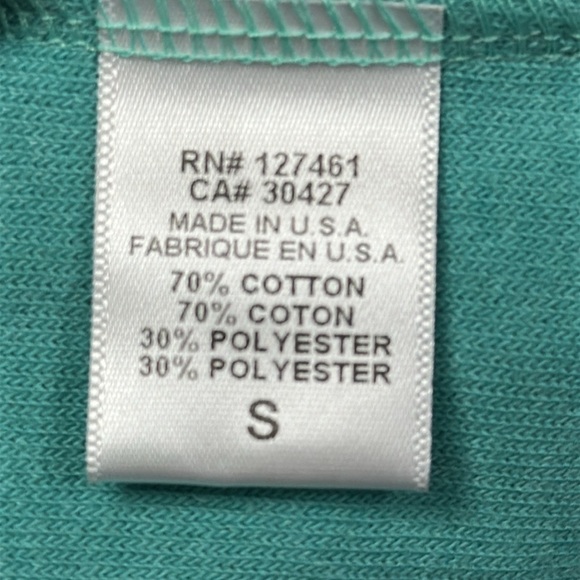 RN# 127461
CA# 30427
MADE IN U.S.A.
FABRIQUE EN U.S.A.
70% COTTON
70% COTON
30% POLYESTER
30% POLYESTER
S